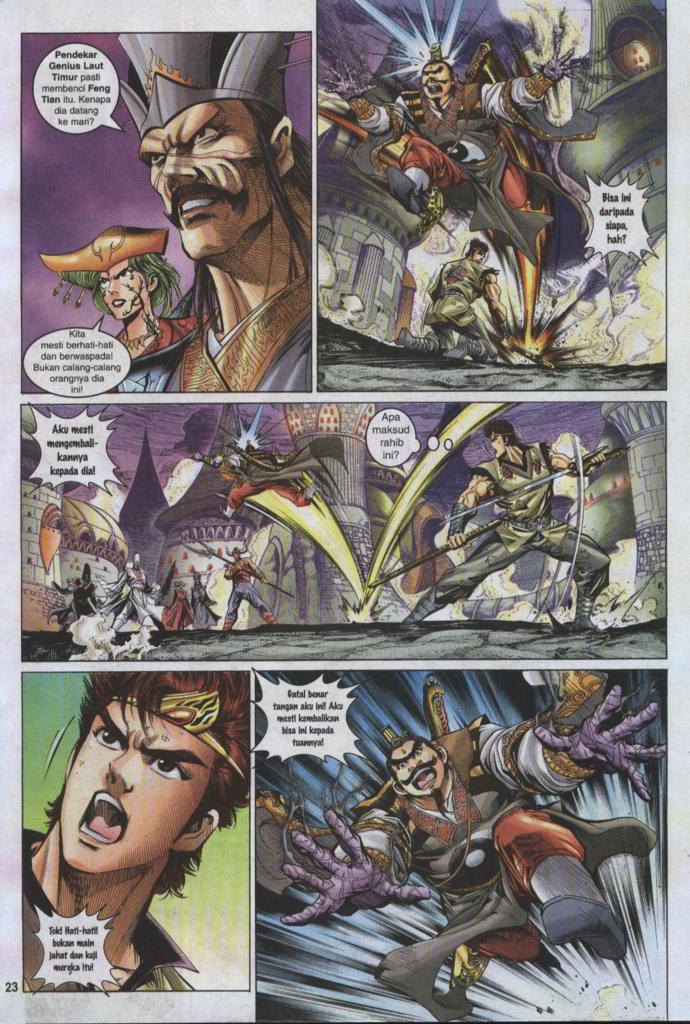 Pendekar
Genius Laut
Timur pasti
membenci Feng
Tian itu. Kenapa
dia datang
ke mari?
Kita
mesti berhati-hati
dan berwaspada!
Bukan calang-calang
orangnya dia
ini!
Bisa ini
daripada
siapa,
hah?
Aku mesti
mengembali-
kannya
kepada dia!
Apa
maksud
rahib
ini?
Tok! Hati-hati!
bukan main
jahat dan keji
mereka itu!
Gatal benar
tangan aku ini! Aku
mesti kembalikan
bisa ini kepada
tuannya!
23